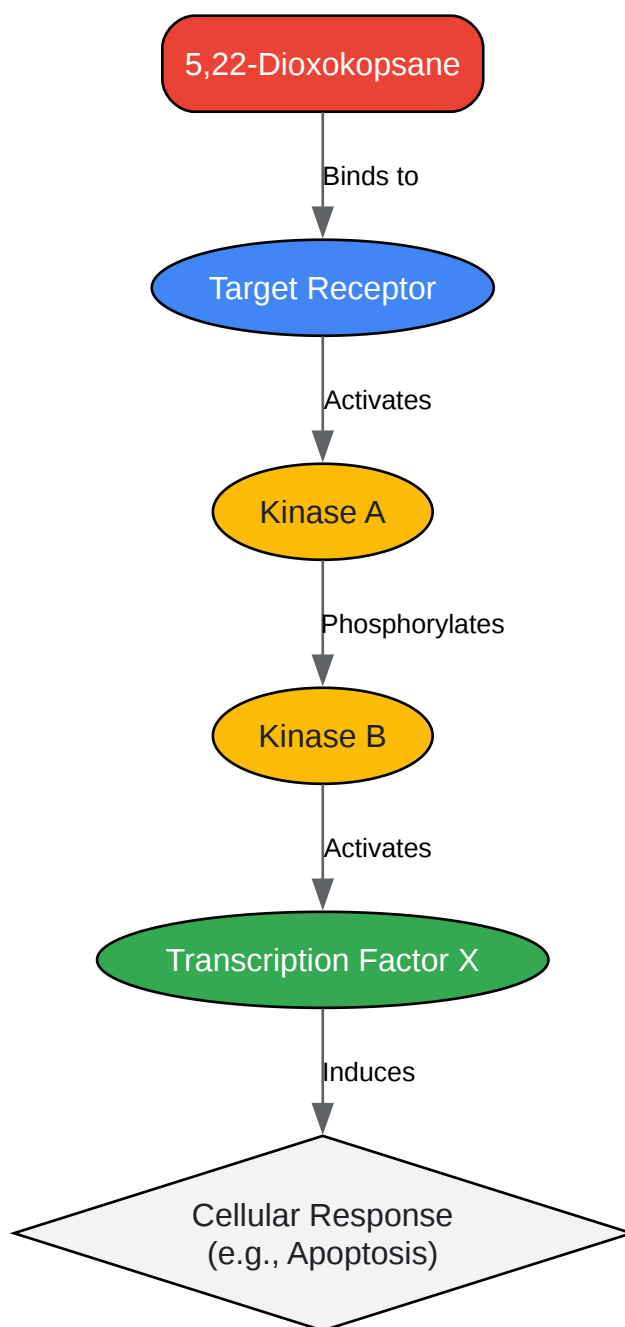 5,22-Dioxokopsane
Binds to
Target Receptor
Activates
Kinase A
Phosphorylates
Kinase B
Activates
Transcription Factor X
Induces
Cellular Response
(e.g., Apoptosis)